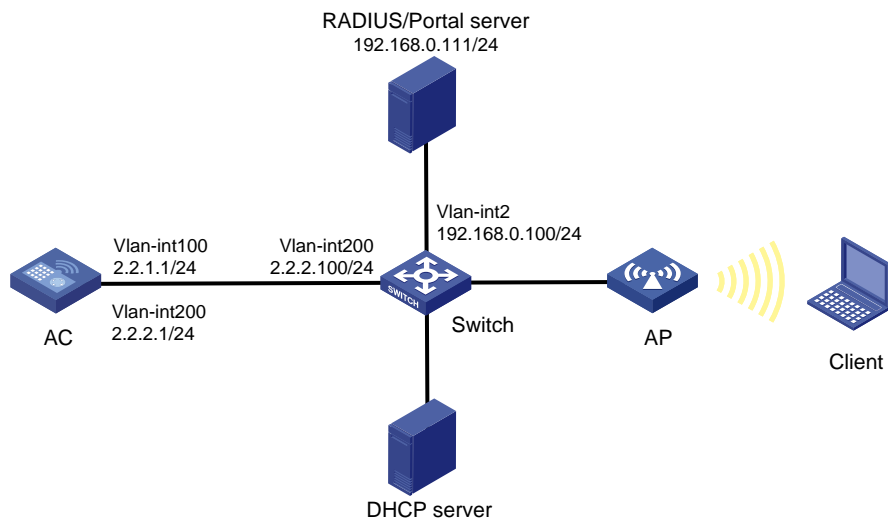 RADIUS/Portal server
192.168.0.111/24
Vlan-int2
192.168.0.100/24
Vlan-int100
2.2.1.1/24
Vlan-int200
2.2.2.100/24
Vlan-int200
2.2.2.1/24
AC
SWITCH
Switch
AP
Client
DHCP server